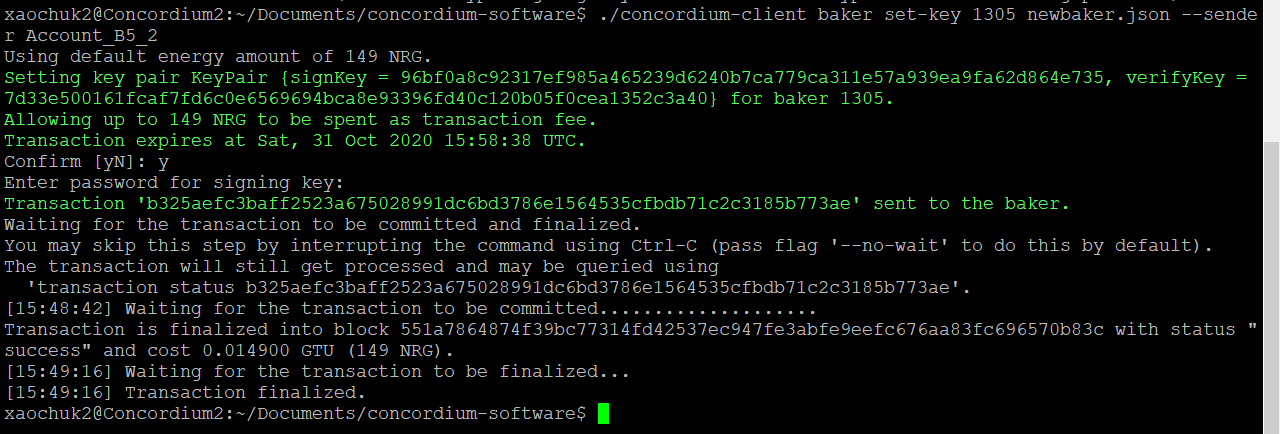 xaochuk2@Concordium2:~/Documents/concordium-software$ ./concordium-client baker set-key 1305 newbaker.json --sende
r Account_B5_2
Using default energy amount of 149 NRG.
Setting key pair KeyPair {signKey = 96bf0a8c92317ef985a465239d6240b7ca779ca311e57a939ea9fa62d864e735, verifyKey =
7d33e500161fcaf7fd6c0e6569694bca8e93396fd40c120b05f0cea1352c3a40} for baker 1305.
Allowing up to 149 NRG to be spent as transaction fee.
Transaction expires at Sat, 31 Oct 2020 15:58:38 UTC.
Confirm [yN]: y
Enter password for signing key:
Transaction 'b325aefc3baff2523a675028991dc6bd3786e1564535cfbdb71c2c3185b773ae' sent to the baker.
Waiting for the transaction to be committed and finalized.
You may skip this step by interrupting the command using Ctrl-C (pass flag '--no-wait' to do this by default).
The transaction will still get processed and may be queried using
'transaction status b325aefc3baff2523a675028991dc6bd3786e1564535cfbdb71c2c3185b773ae'.
[15:48:42] Waiting for the transaction to be committed....................
Transaction is finalized into block 551a7864874f39bc77314fd42537ec947fe3abfe9eefc676aa83fc696570b83c with status "
success" and cost 0.014900 GTU (149 NRG).
[15:49:16] Waiting for the transaction to be finalized...
[15:49:16] Transaction finalized.
xaochuk2@Concordium2:~/Documents/concordium-software$